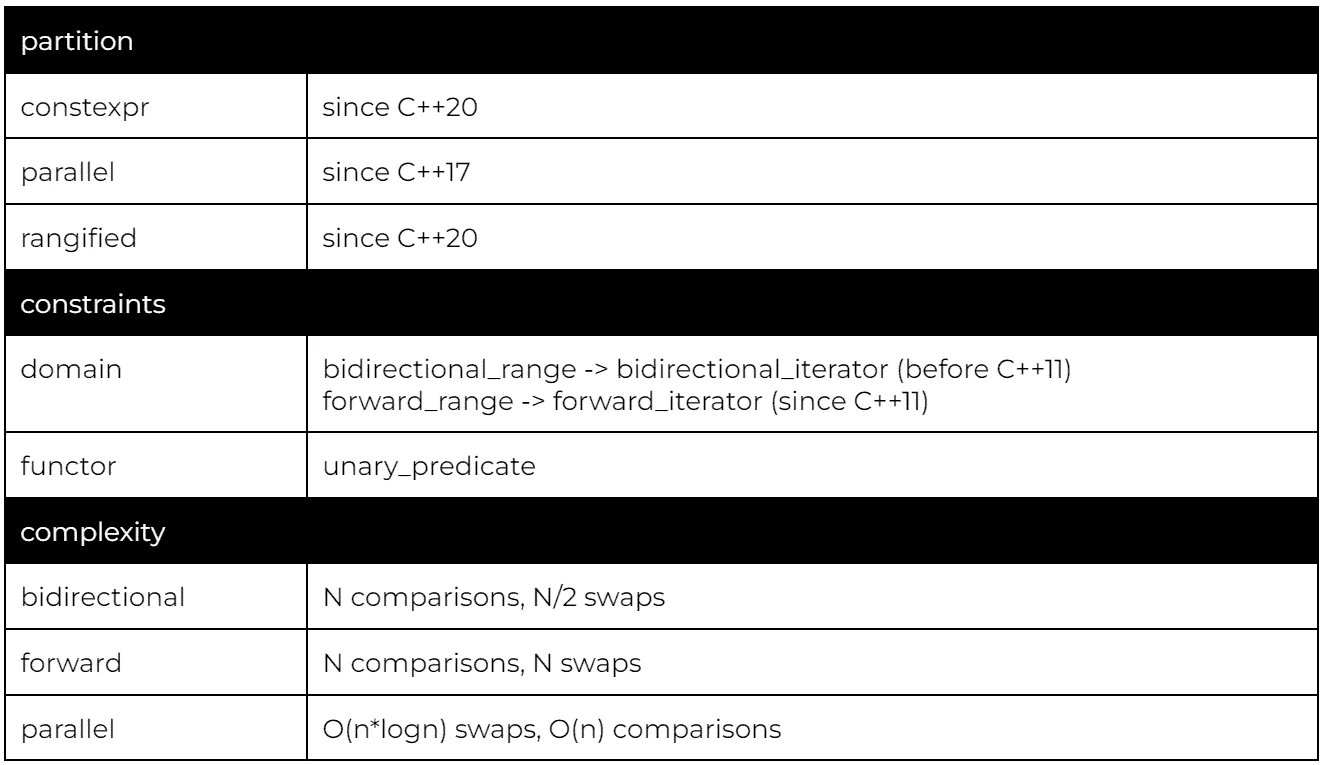 partition
constexpr since C++20
parallel since C++17
rangified since C++20
constraints
domain bidirectional_range -> bidirectional_iterator (before C++11)
forward_range -> forward_iterator (since C++11)
functor unary_predicate
complexity
bidirectional N comparisons, N/2 swaps
forward N comparisons, N swaps
parallel O(n*logn) swaps, O(n) comparisons